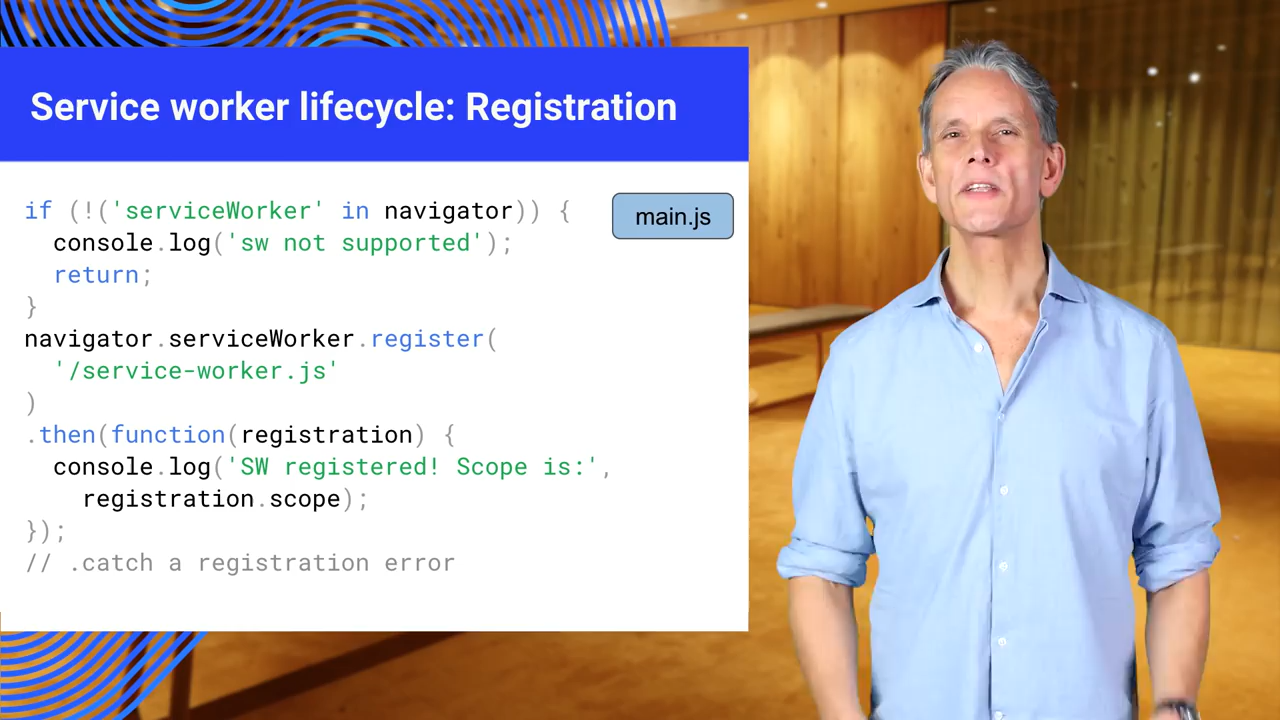 Service worker lifecycle: Registration
main.js
if (!('serviceWorker' in navigator)) {
  console.log('sw not supported');
  return;
}
navigator.serviceWorker.register(
  '/service-worker.js'
)
.then(function(registration) {
  console.log('SW registered! Scope is:',
    registration.scope);
});
// .catch a registration error